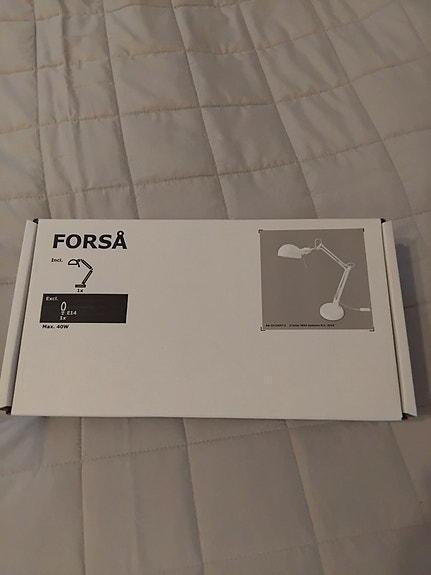 FORSÅ
Incl.
1x
Excl.
E14
1x
Max. 40W